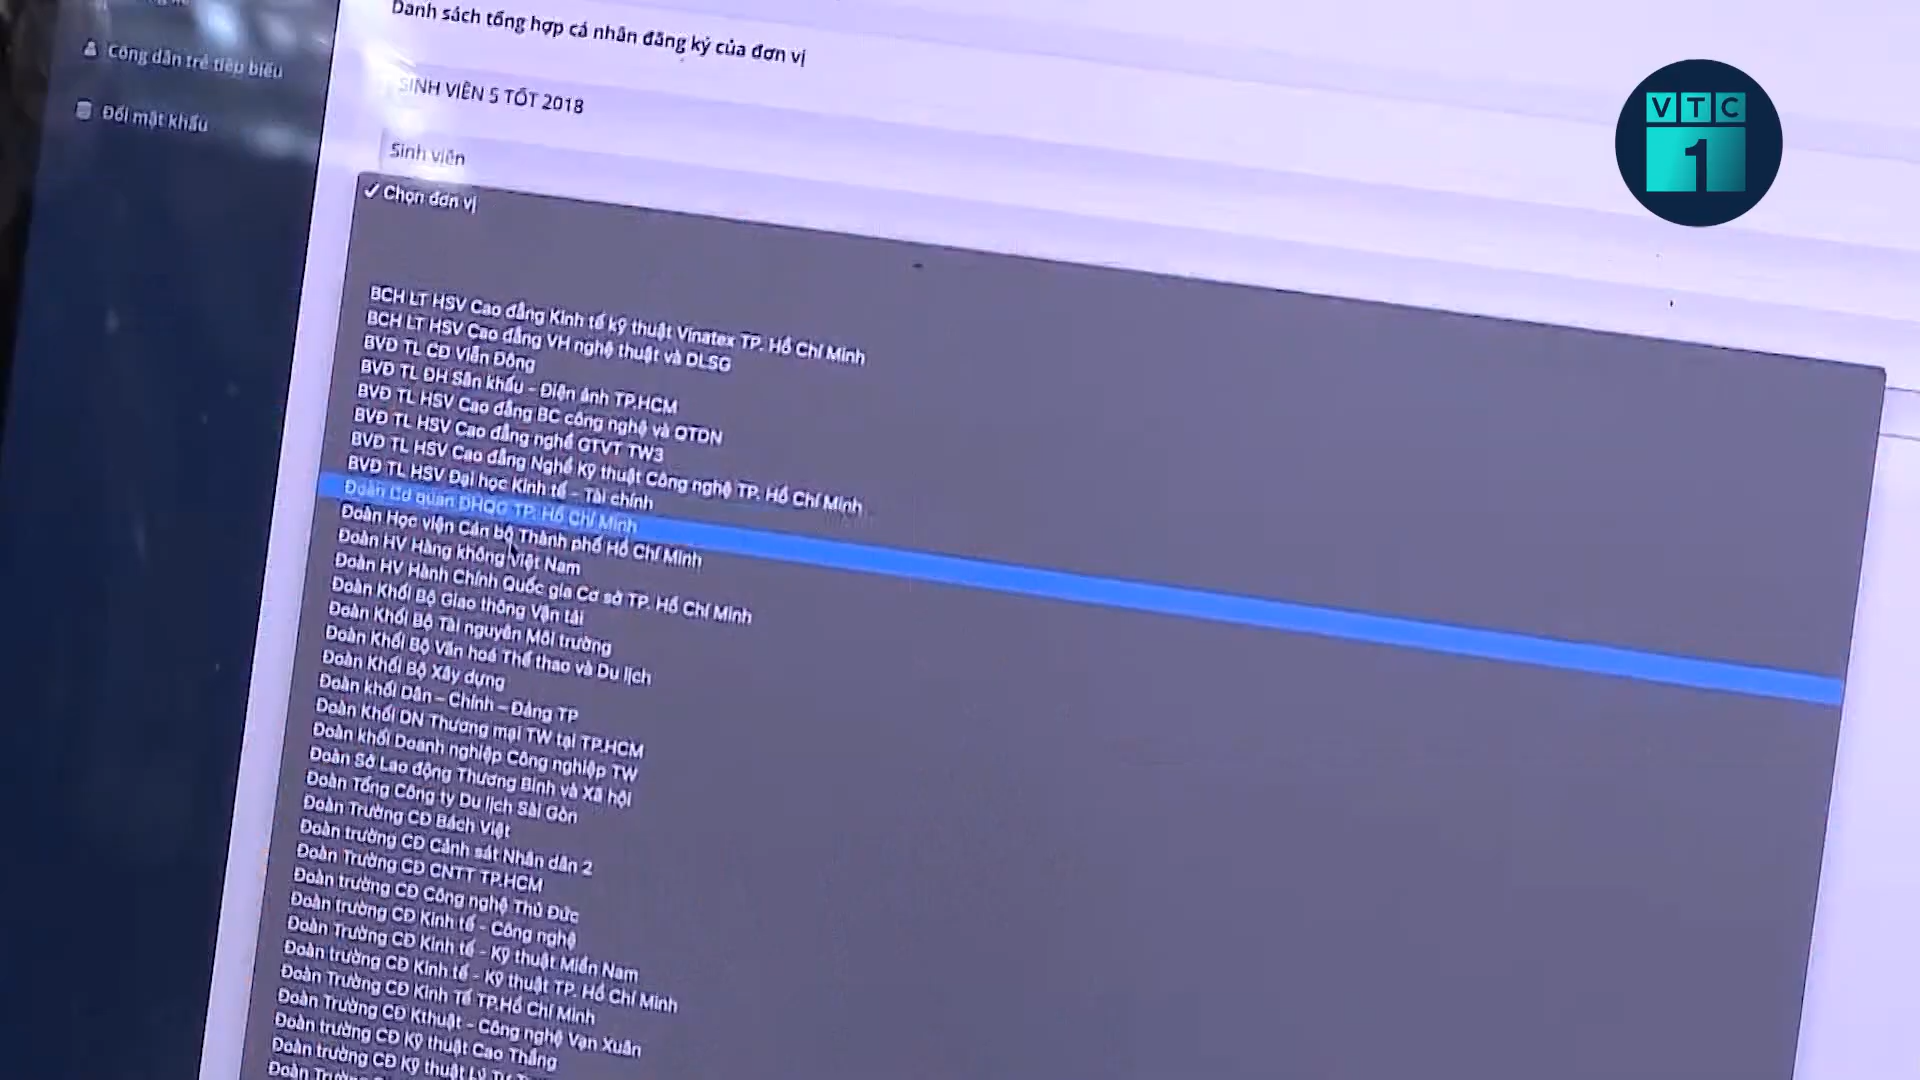 Công dân trẻ tiêu biểu
Đổi mật khẩu
Danh sách tổng hợp cá nhân đăng ký của đơn vị
SINH VIÊN 5 TỐT 2018
Sinh viên
✓ Chọn đơn vị
BCH LT HSV Cao đẳng Kinh tế kỹ thuật Vinatex TP. Hồ Chí Minh
BCH LT HSV Cao đẳng VH nghệ thuật và DLSG
BVĐ TL CĐ Viễn Đông
BVĐ TL ĐH Sân khấu - Điện ảnh TP.HCM
BVĐ TL HSV Cao đẳng BC công nghệ và QTDN
BVĐ TL HSV Cao đẳng nghề GTVT TW3
BVĐ TL HSV Cao đẳng Nghề Kỹ thuật Công nghệ TP. Hồ Chí Minh
BVĐ TL HSV Đại học Kinh tế - Tài chính
Đoàn Cơ quan ĐHQG TP. Hồ Chí Minh
Đoàn Học viện Cán bộ Thành phố Hồ Chí Minh
Đoàn HV Hàng không Việt Nam
Đoàn HV Hành Chính Quốc gia Cơ sở TP. Hồ Chí Minh
Đoàn Khối Bộ Giao thông Vận tải
Đoàn Khối Bộ Tài nguyên Môi trường
Đoàn Khối Bộ Văn hoá Thể thao và Du lịch
Đoàn Khối Bộ Xây dựng
Đoàn khối Dân – Chính – Đảng TP
Đoàn Khối DN Thương mại TW tại TP.HCM
Đoàn khối Doanh nghiệp Công nghiệp TW
Đoàn Sở Lao động Thương Binh và Xã hội
Đoàn Tổng Công ty Du lịch Sài Gòn
Đoàn Trường CĐ Bách Việt
Đoàn trường CĐ Cảnh sát Nhân dân 2
Đoàn Trường CĐ CNTT TP.HCM
Đoàn trường CĐ Công nghệ Thủ Đức
Đoàn trường CĐ Kinh tế - Công nghệ
Đoàn Trường CĐ Kinh tế - Kỹ thuật Miền Nam
Đoàn trường CĐ Kinh tế - Kỹ thuật TP. Hồ Chí Minh
Đoàn Trường CĐ Kinh Tế TP.Hồ Chí Minh
Đoàn Trường CĐ Kthuật - Công nghệ Vạn Xuân
Đoàn trường CĐ Kỹ thuật Cao Thắng
Đoàn trường CĐ Kỹ thuật Lý Tự
VTC
1